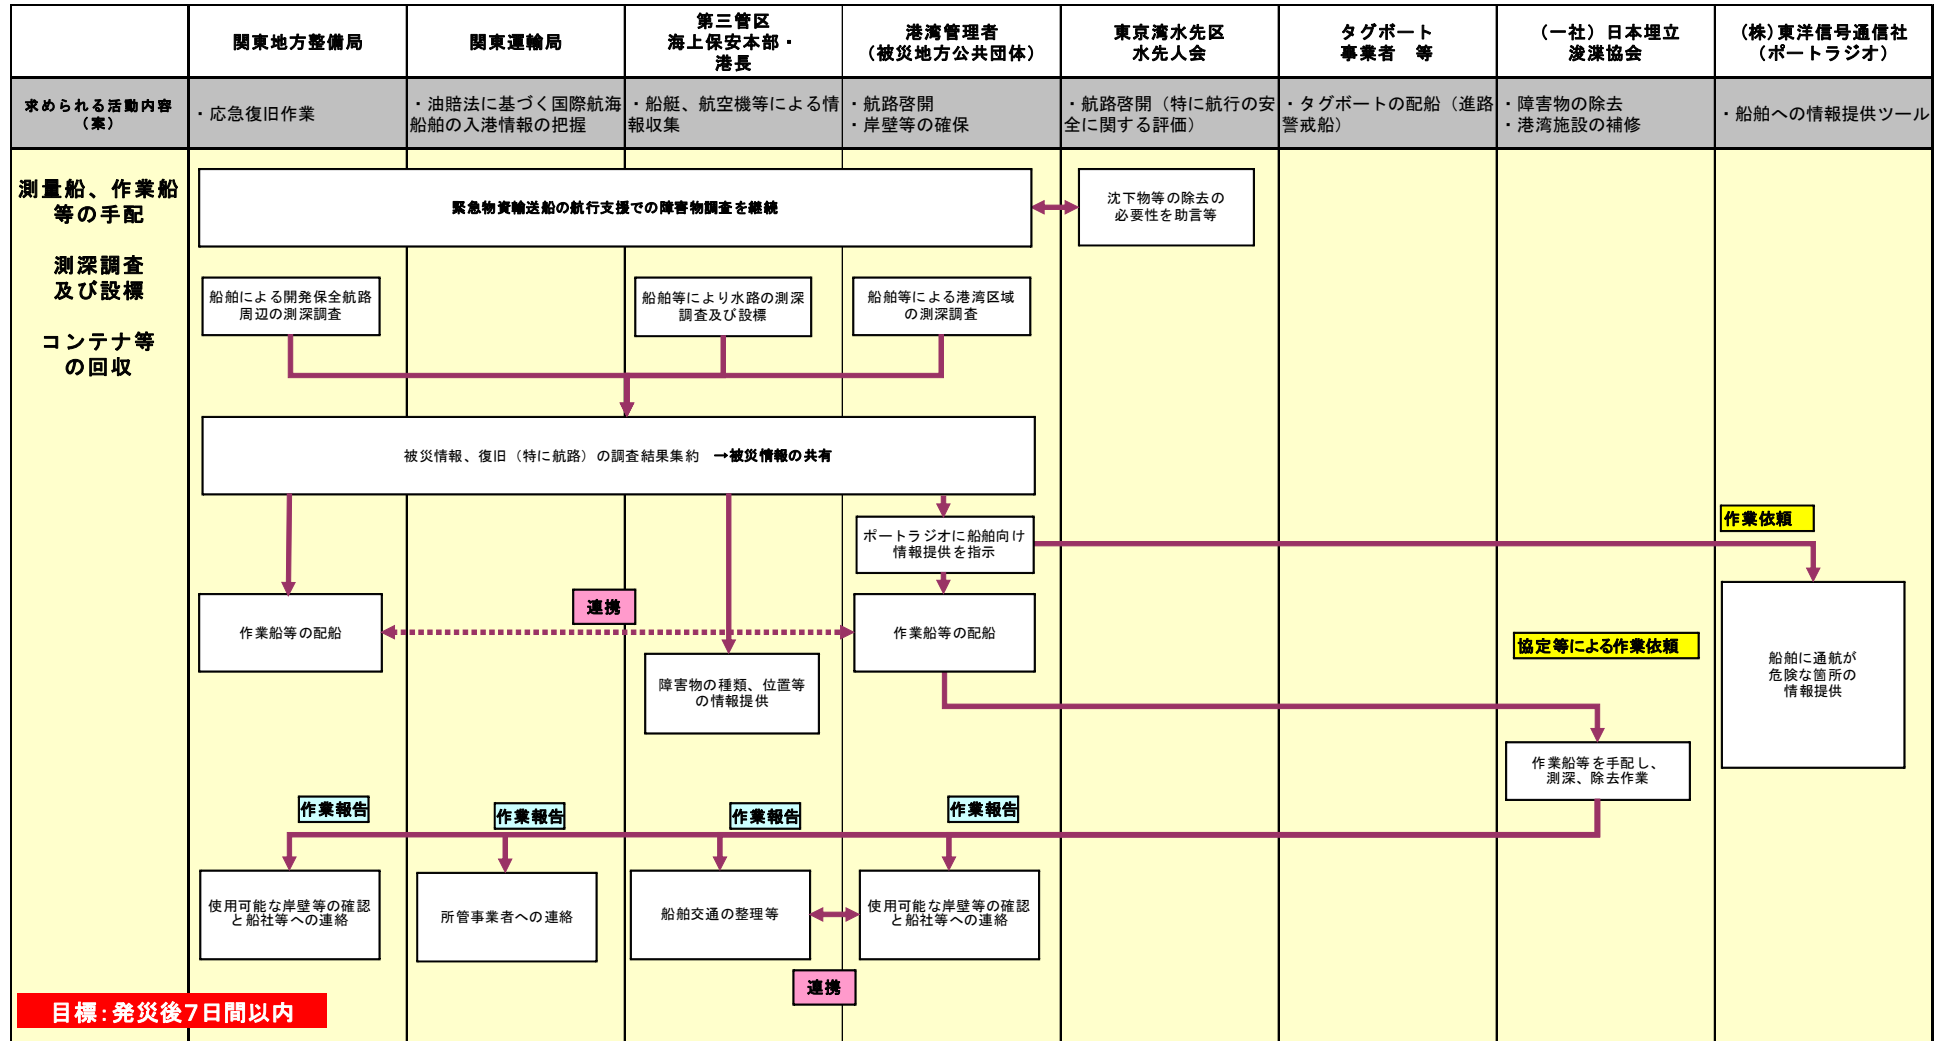 関東地方整備局
関東運輸局
第三管区
海上保安本部・
港長
港湾管理者
（被災地方公共団体）
東京湾水先区
水先人会
タグボート
事業者　等
（一社）日本埋立
浚渫協会
（株）東洋信号通信社
（ポートラジオ）
求められる活動内容
（案）
・応急復旧作業
・油賠法に基づく国際航海
船舶の入港情報の把握
・船艇、航空機等による情
報収集
・航路啓開
・岸壁等の確保
・航路啓開（特に航行の安
全に関する評価）
・タグボートの配船（進路
警戒船）
・障害物の除去
・港湾施設の補修
・船舶への情報提供ツール
測量船、作業船
等の手配
測深調査
及び設標
コンテナ等
の回収
緊急物資輸送船の航行支援での障害物調査を継続
沈下物等の除去の
必要性を助言等
船舶による開発保全航路
周辺の測深調査
船舶等により水路の測深
調査及び設標
船舶等による港湾区域
の測深調査
被災情報、復旧（特に航路）の調査結果集約　→被災情報の共有
ポートラジオに船舶向け
情報提供を指示
作業依頼
連携
作業船等の配船
作業船等の配船
協定等による作業依頼
障害物の種類、位置等
の情報提供
船舶に通航が
危険な箇所の
情報提供
作業船等を手配し、
測深、除去作業
作業報告
作業報告
作業報告
作業報告
使用可能な岸壁等の確認
と船社等への連絡
所管事業者への連絡
船舶交通の整理等
使用可能な岸壁等の確認
と船社等への連絡
連携
目標：発災後7日間以内